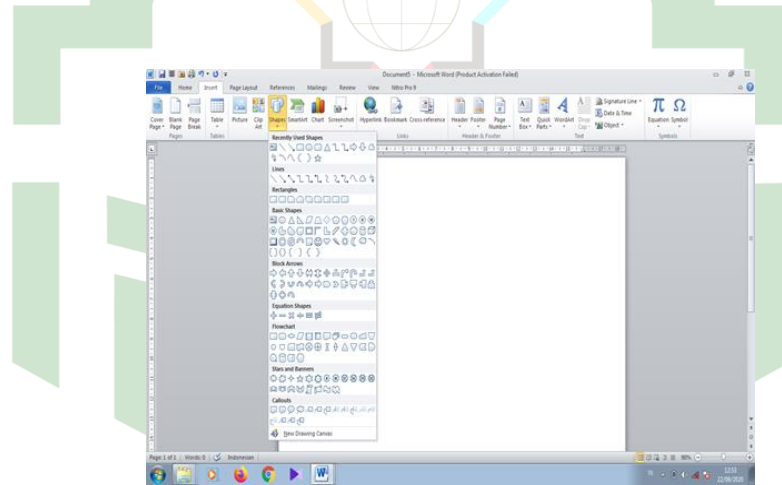 Document5 - Microsoft Word (Product Activation Failed)
File Home Insert Page Layout References Mailings Review View Nitro Pro 9
Cover Page Blank Page Page Break Table Picture Clip Art Shapes SmartArt Chart Screenshot Hyperlink Bookmark Cross-reference Header Footer Page Number Text Box Quick Parts WordArt Drop Cap Signature Line Date & Time Object Equation Symbol
Pages Tables Links Header & Footer Text Symbols
Recently Used Shapes
Lines
Rectangles
Basic Shapes
Block Arrows
Equation Shapes
Flowchart
Stars and Banners
Callouts
New Drawing Canvas
Page: 1 of 1 Words: 0 Indonesian 90%